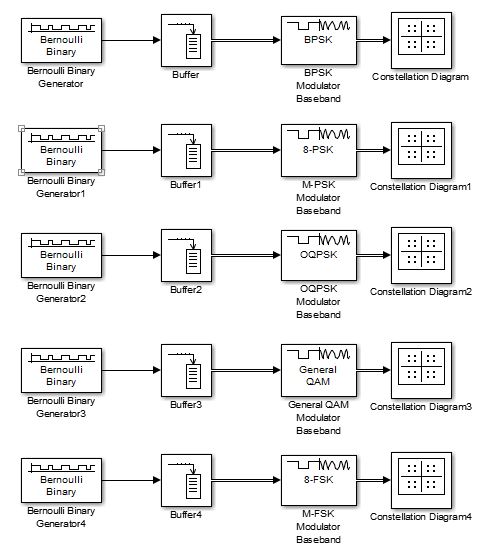 Bernoulli
Binary
BPSK
Bernoulli Binary
Generator
Buffer
BPSK
Modulator
Baseband
Constellation Diagram
Bernoulli
Binary
8-PSK
Bernoulli Binary
Generator1
Buffer1
M-PSK
Modulator
Baseband
Constellation Diagram1
Bernoulli
Binary
OQPSK
Bernoulli Binary
Generator2
Buffer2
OQPSK
Modulator
Baseband
Constellation Diagram2
Bernoulli
Binary
General
QAM
Bernoulli Binary
Generator3
Buffer3
General QAM
Modulator
Baseband
Constellation Diagram3
Bernoulli
Binary
8-FSK
Bernoulli Binary
Generator4
Buffer4
M-FSK
Modulator
Baseband
Constellation Diagram4